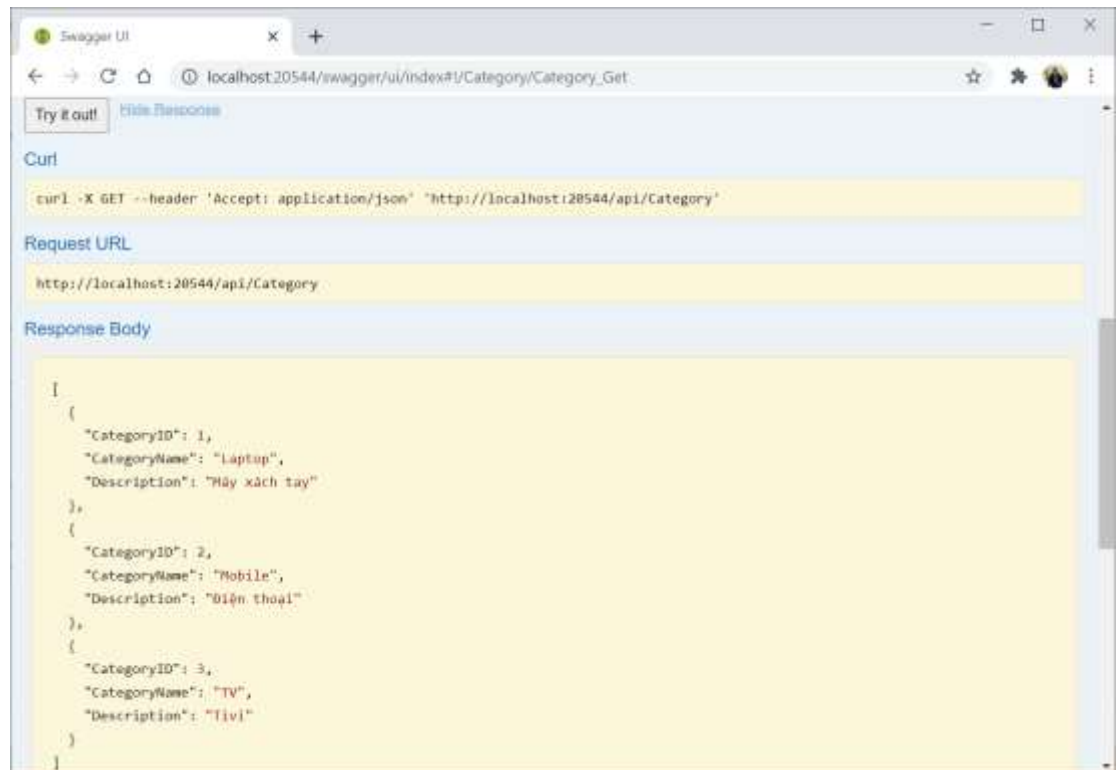 Swagger UI
localhost:20544/swagger/ui/index#!/Category/Category_Get
Try it out! Hide Response
Curl
curl -X GET --header 'Accept: application/json' 'http://localhost:20544/api/Category'
Request URL
http://localhost:20544/api/Category
Response Body
[
{
"CategoryID": 1,
"CategoryName": "Laptop",
"Description": "Máy xách tay"
},
{
"CategoryID": 2,
"CategoryName": "Mobile",
"Description": "Điện thoại"
},
{
"CategoryID": 3,
"CategoryName": "TV",
"Description": "Tivi"
}
]